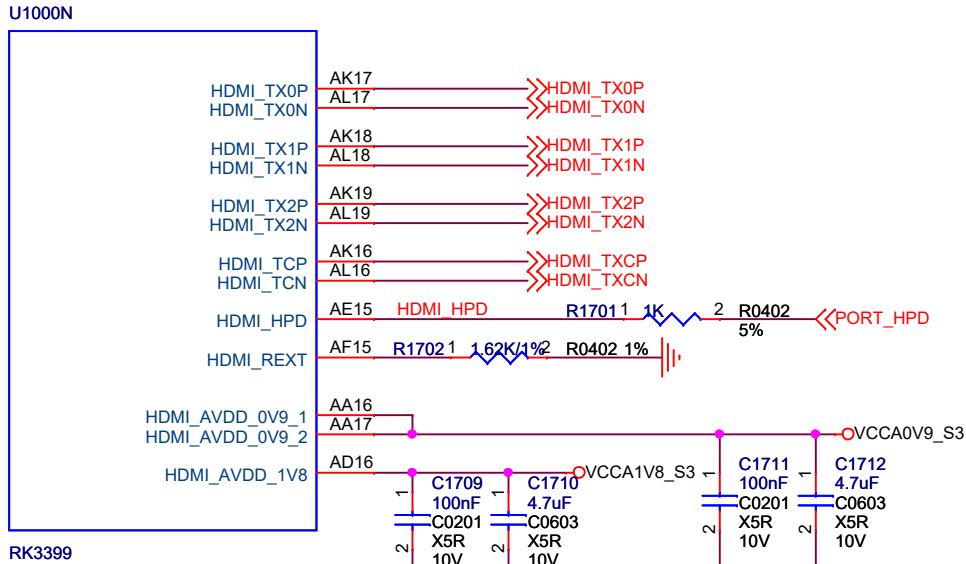 U1000N
HDMI_TX0P AK17 HDMI_TX0P
HDMI_TX0N AL17 HDMI_TX0N
HDMI_TX1P AK18 HDMI_TX1P
HDMI_TX1N AL18 HDMI_TX1N
HDMI_TX2P AK19 HDMI_TX2P
HDMI_TX2N AL19 HDMI_TX2N
HDMI_TCP AK16 HDMI_TXCP
HDMI_TCN AL16 HDMI_TXCN
HDMI_HPD AE15 HDMI_HPD R1701 1 1K 2 R0402 PORT_HPD
5%
HDMI_REXT AF15 R1702 1 1.62K/1% 2 R0402 1%
HDMI_AVDD_0V9_1 AA16
HDMI_AVDD_0V9_2 AA17 VCCA0V9_S3
HDMI_AVDD_1V8 AD16 VCCA1V8_S3
1 C1709
100nF
C0201
2 X5R
10V
1 C1710
4.7uF
C0603
2 X5R
10V
1 C1711
100nF
C0201
2 X5R
10V
1 C1712
4.7uF
C0603
2 X5R
10V
RK3399